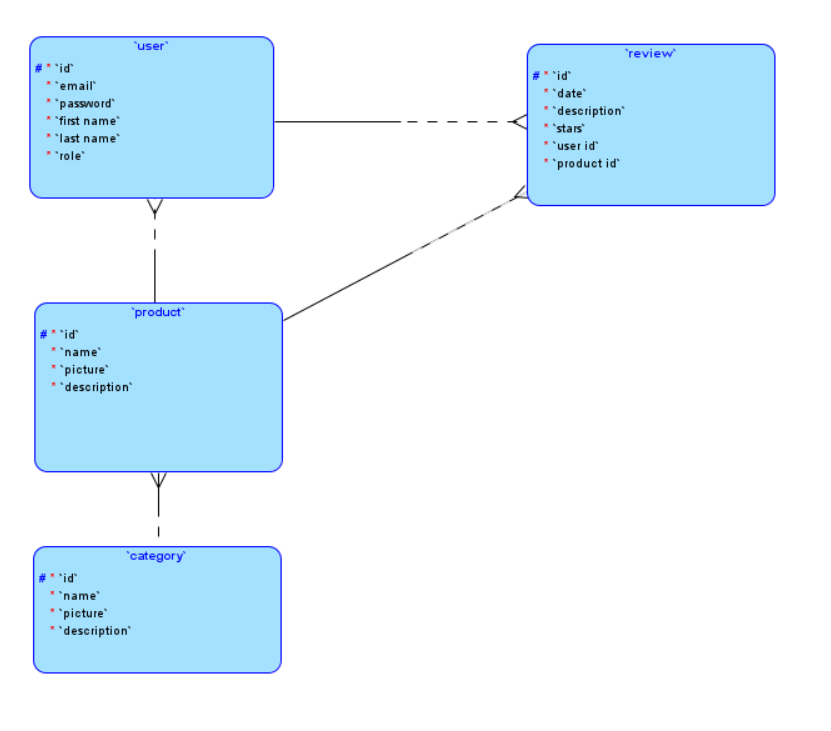 `user`
# * `id`
* `email`
* `password`
* `first name`
* `last name`
* `role`
`review`
# * `id`
* `date`
* `description`
* `stars`
* `user id`
* `product id`
`product`
# * `id`
* `name`
* `picture`
* `description`
`category`
# * `id`
* `name`
* `picture`
* `description`